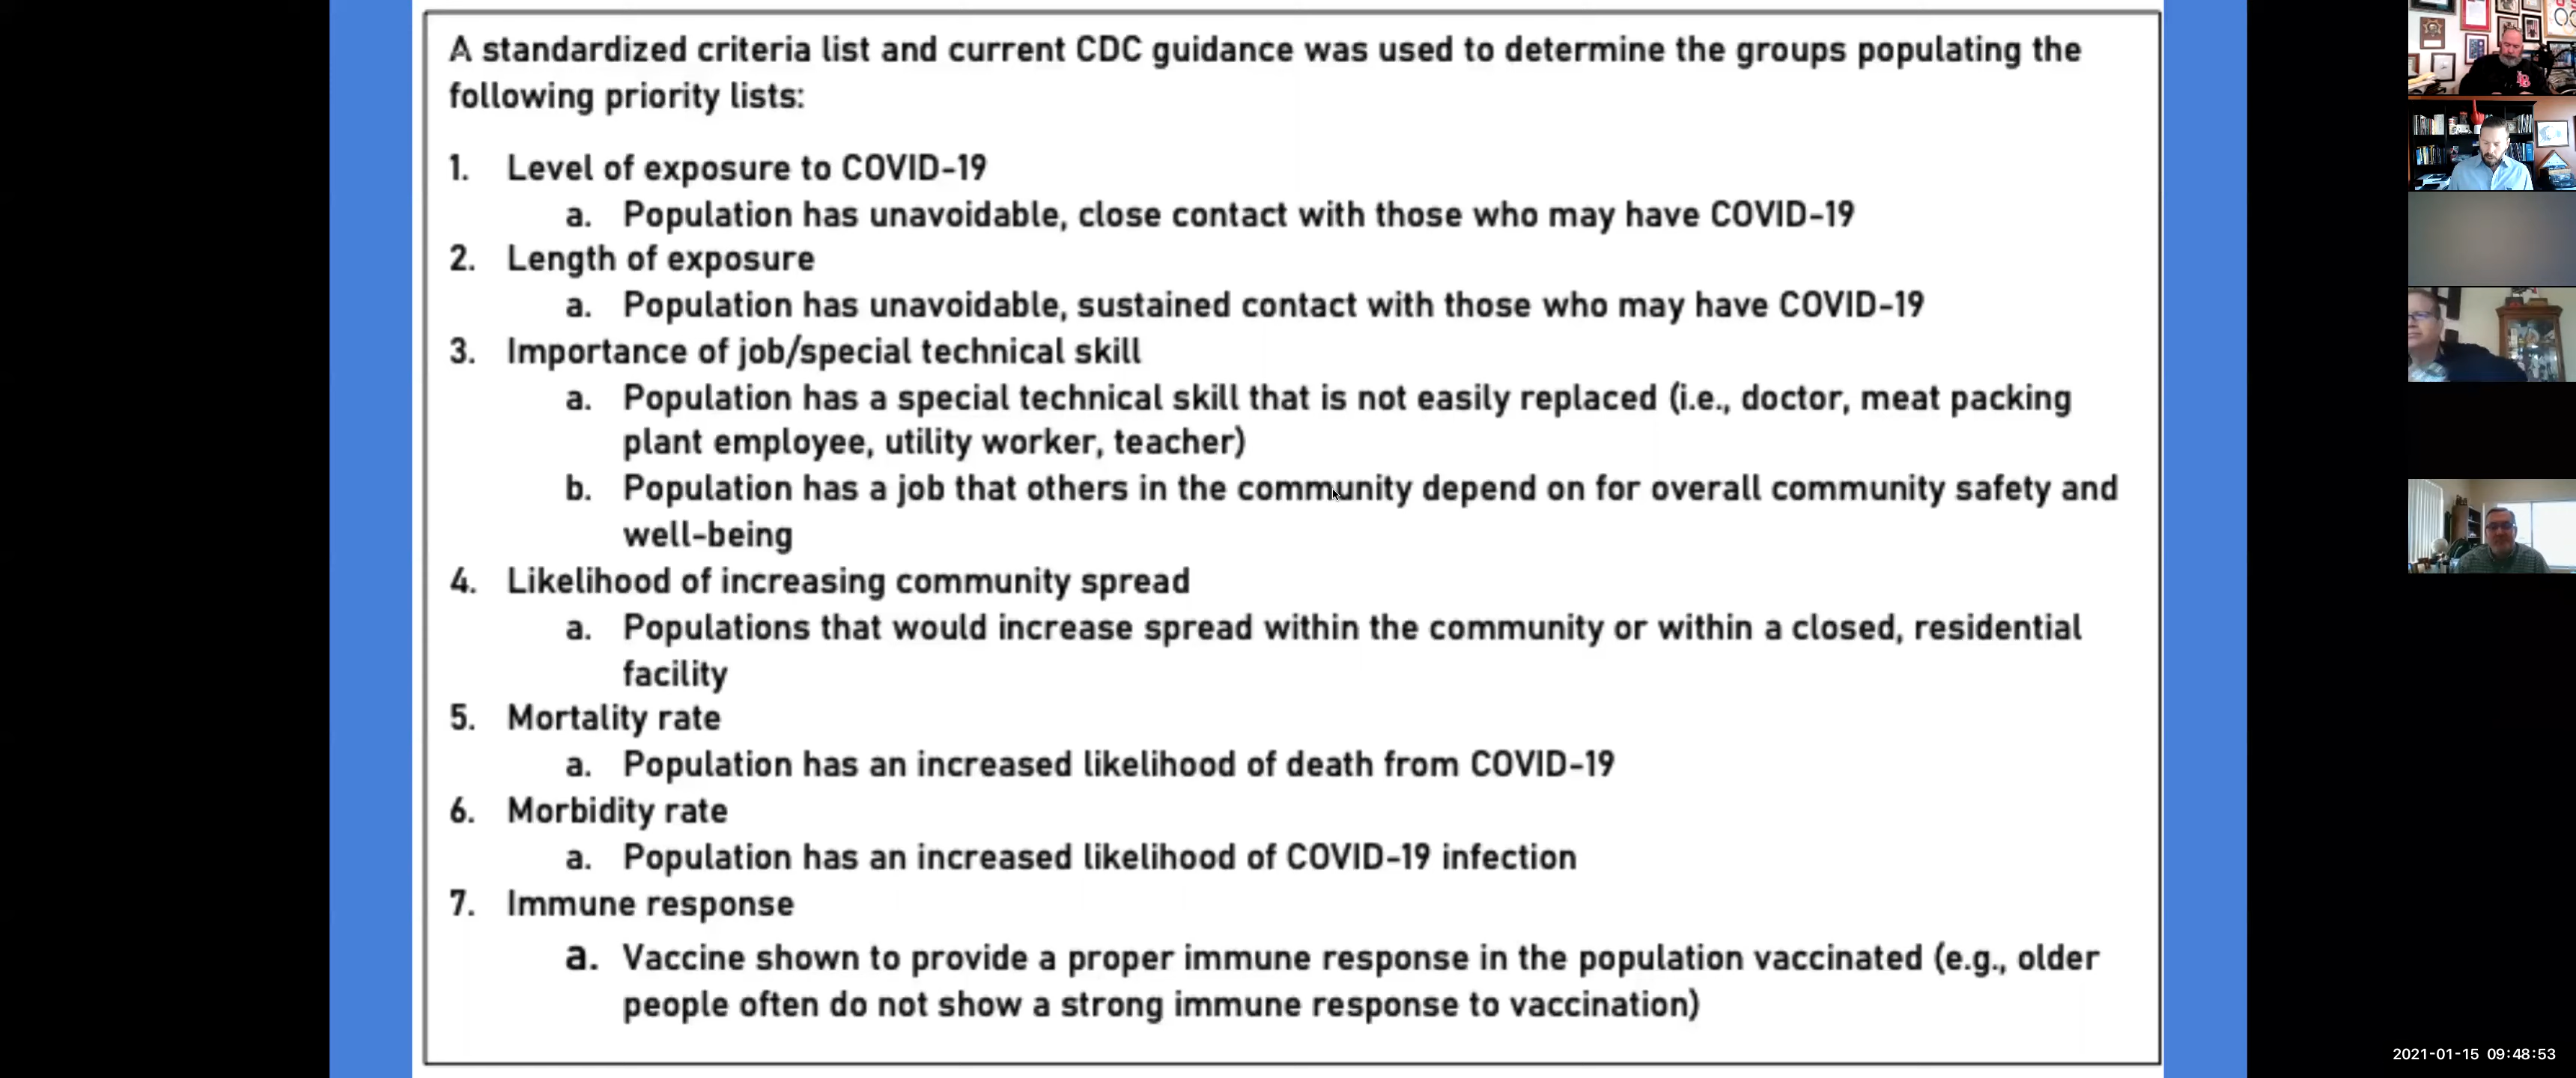 A standardized criteria list and current CDC guidance was used to determine the groups populating the
following priority lists:
1. Level of exposure to COVID-19
a. Population has unavoidable, close contact with those who may have COVID-19
2. Length of exposure
a. Population has unavoidable, sustained contact with those who may have COVID-19
3. Importance of job/special technical skill
a. Population has a special technical skill that is not easily replaced (i.e., doctor, meat packing
plant employee, utility worker, teacher)
b. Population has a job that others in the community depend on for overall community safety and
well-being
4. Likelihood of increasing community spread
a. Populations that would increase spread within the community or within a closed, residential
facility
5. Mortality rate
a. Population has an increased likelihood of death from COVID-19
6. Morbidity rate
a. Population has an increased likelihood of COVID-19 infection
7. Immune response
a. Vaccine shown to provide a proper immune response in the population vaccinated (e.g., older
people often do not show a strong immune response to vaccination)
2021-01-15 09:48:53